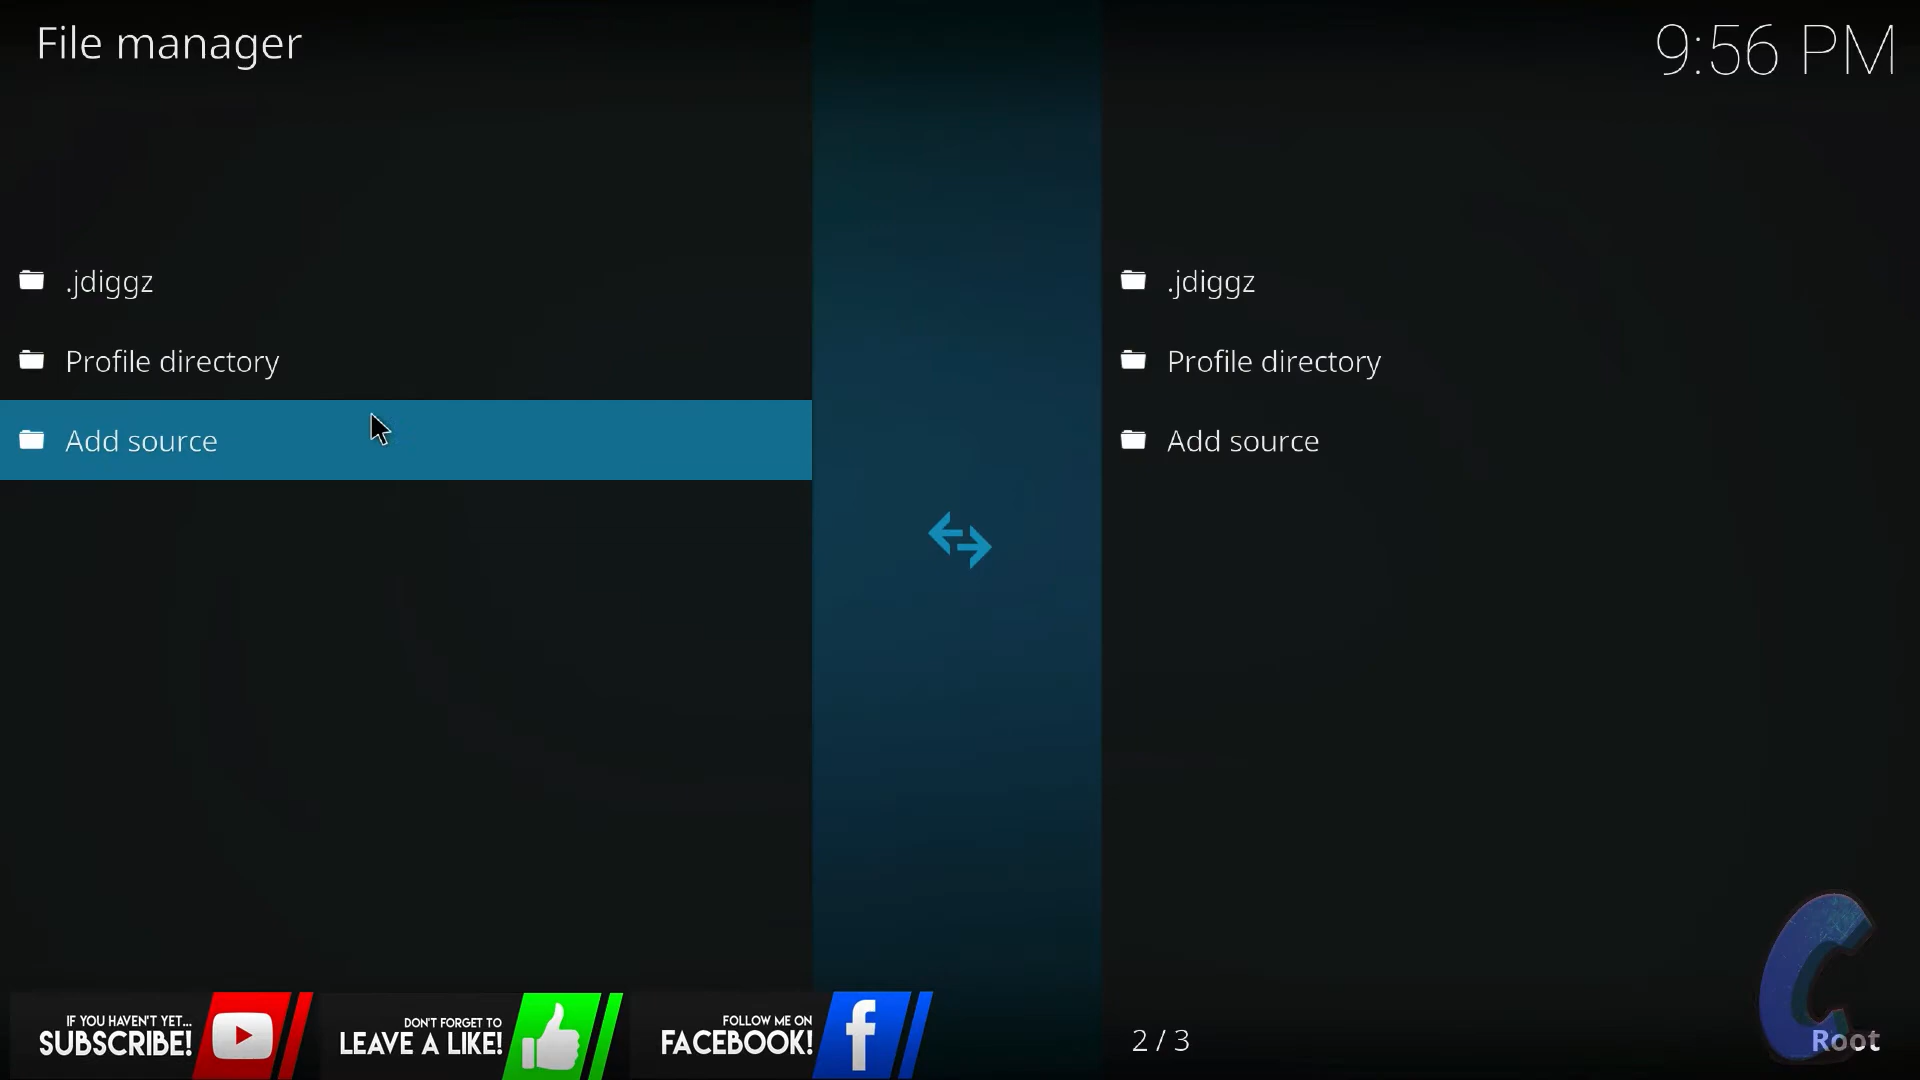 File manager
9:56 PM
.jdiggz
Profile directory
Add source
.jdiggz
Profile directory
Add source
IF YOU HAVEN'T YET...
SUBSCRIBE!
DON'T FORGET TO
LEAVE A LIKE!
FOLLOW ME ON
FACEBOOK!
f
2 / 3
C
Root